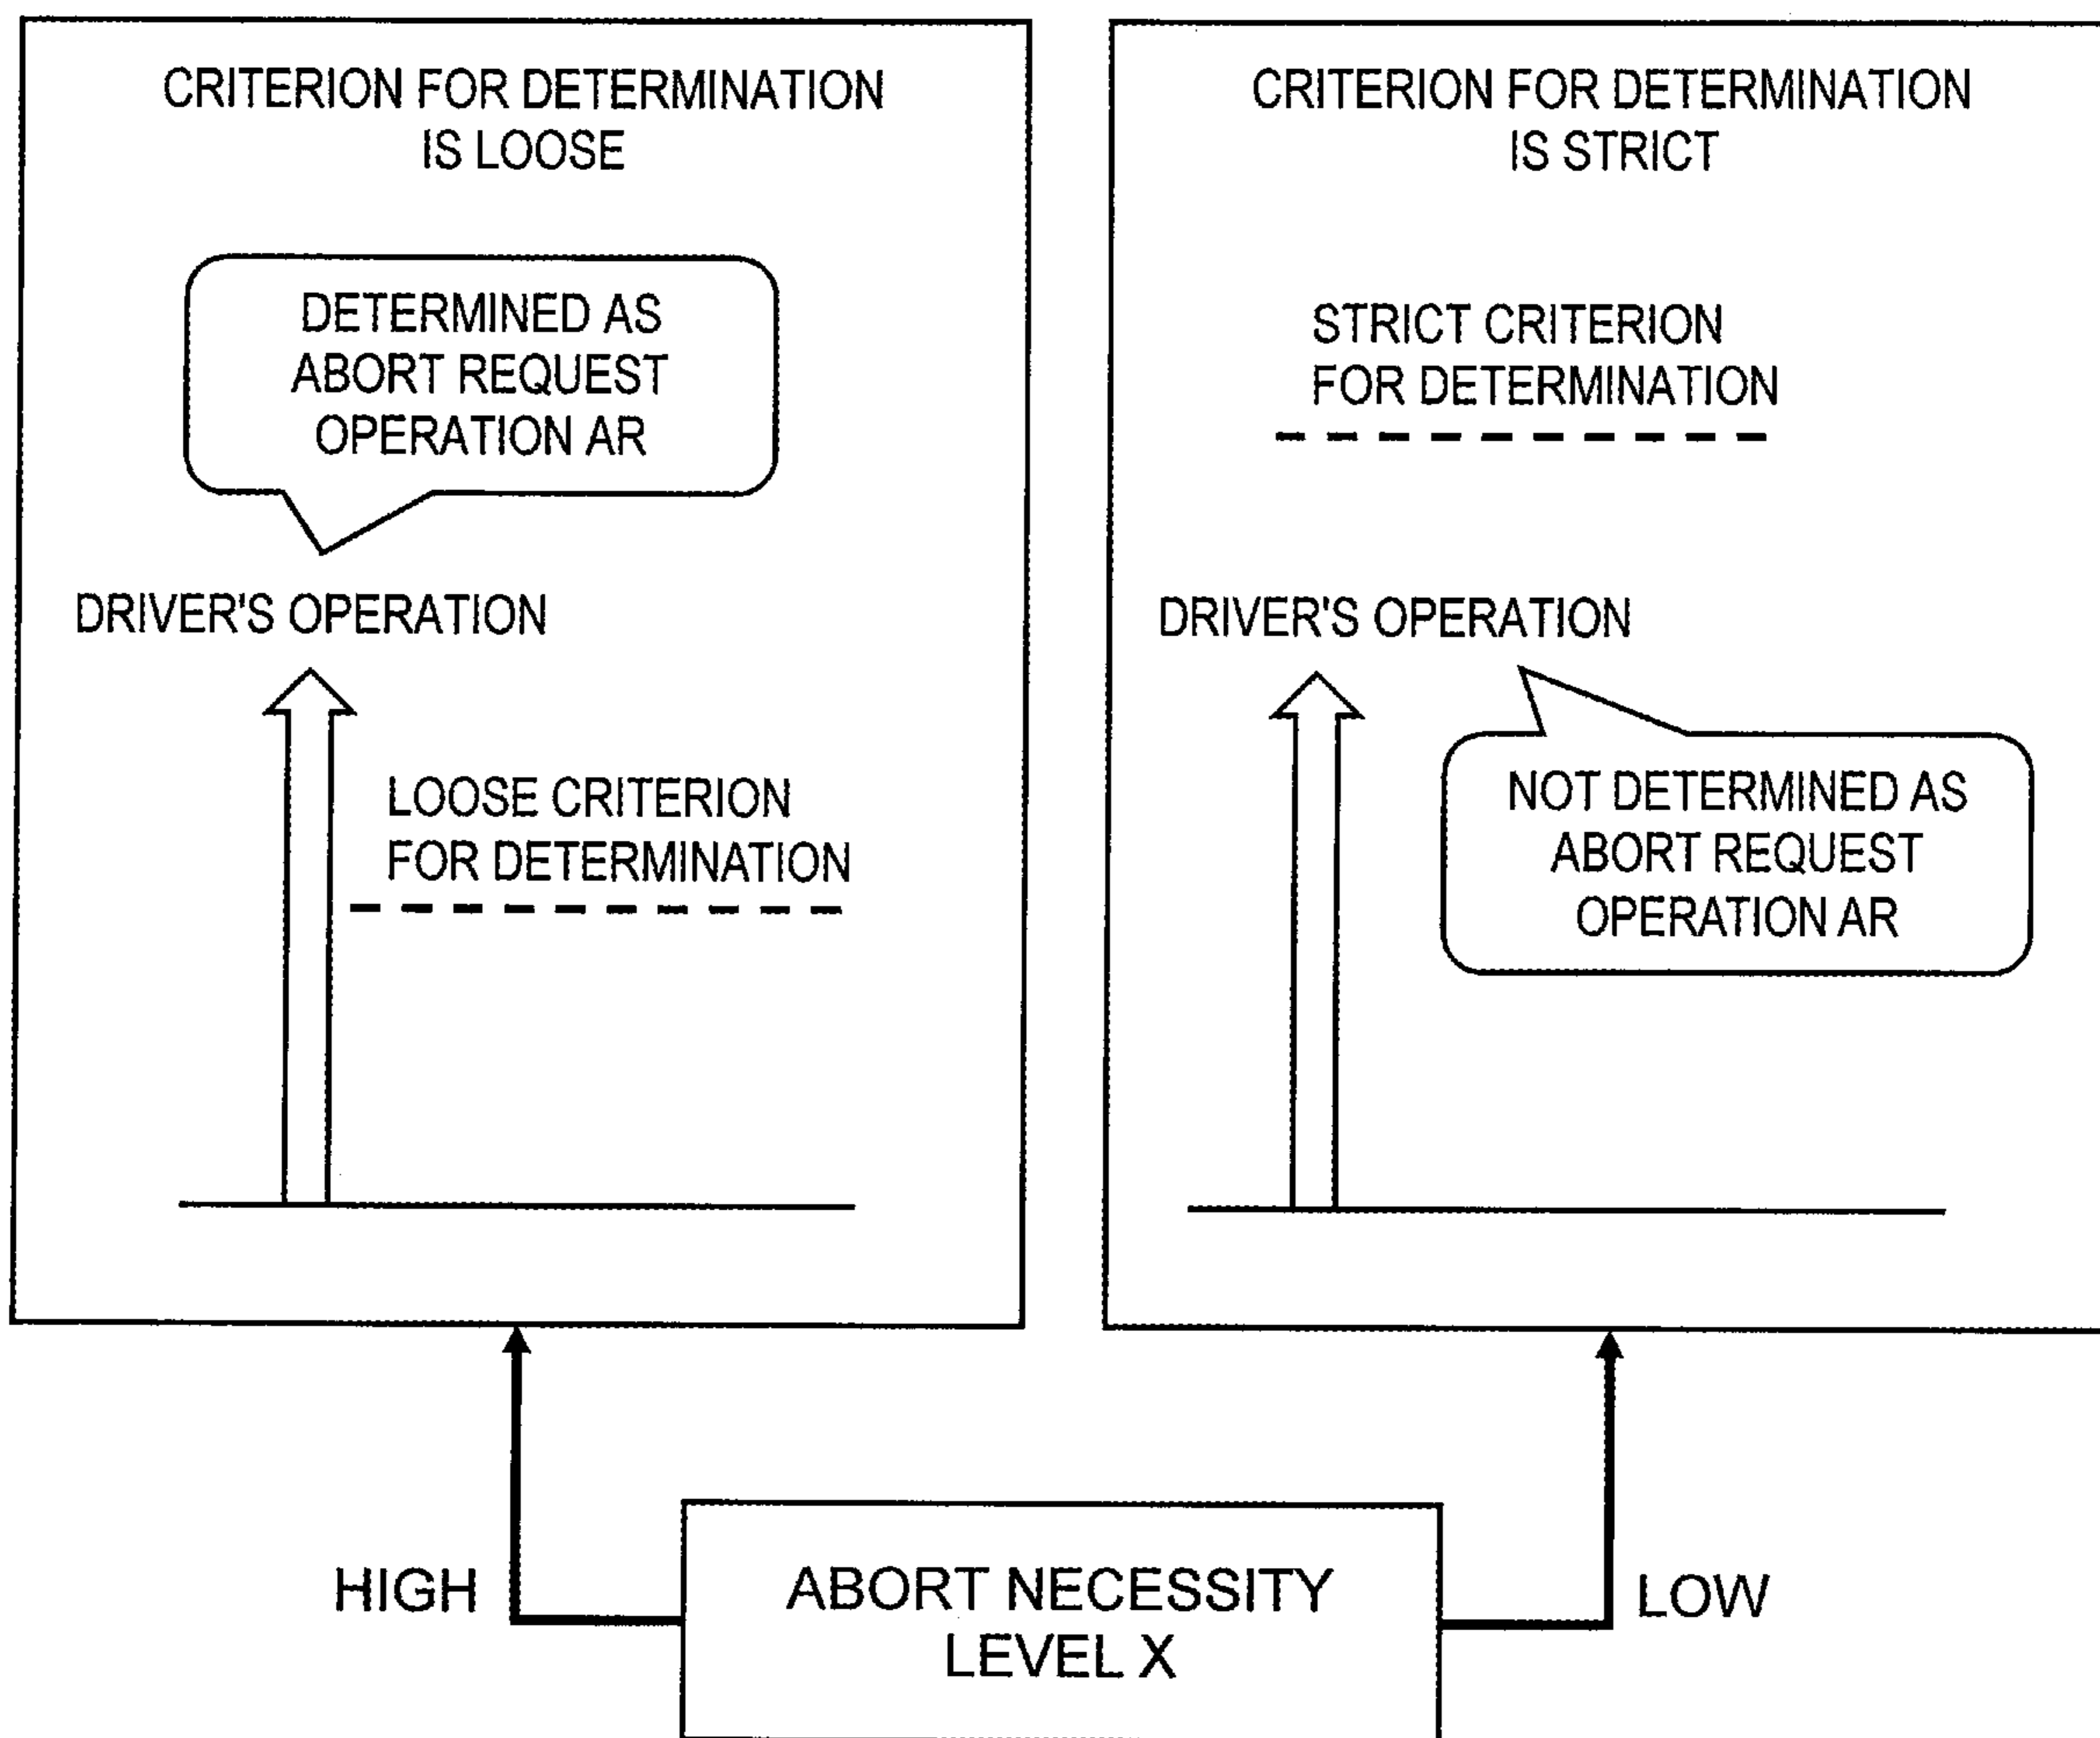 CRITERION FOR DETERMINATION
IS LOOSE
DETERMINED AS
ABORT REQUEST
OPERATION AR
DRIVER'S OPERATION
LOOSE CRITERION
FOR DETERMINATION
CRITERION FOR DETERMINATION
IS STRICT
STRICT CRITERION
FOR DETERMINATION
DRIVER'S OPERATION
NOT DETERMINED AS
ABORT REQUEST
OPERATION AR
HIGH
ABORT NECESSITY
LEVEL X
LOW